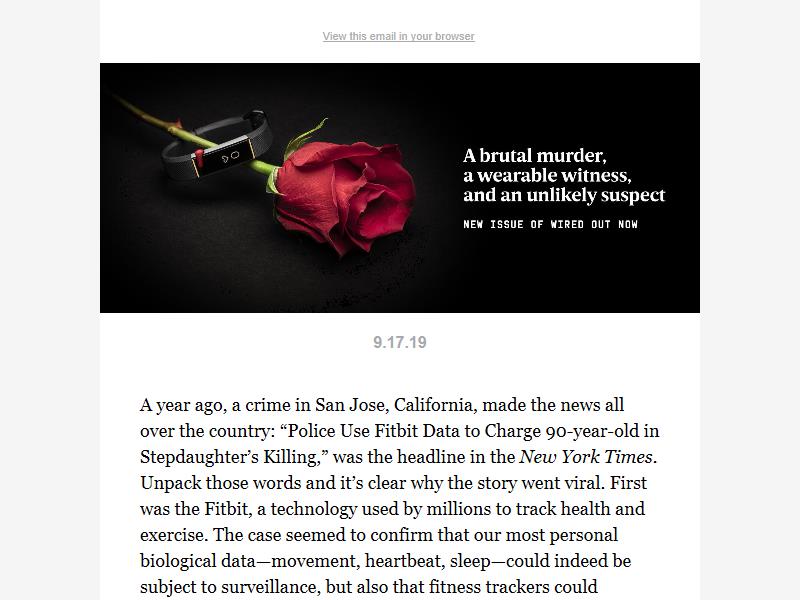 View this email in your browser
A brutal murder,
a wearable witness,
and an unlikely suspect
NEW ISSUE OF WIRED OUT NOW
9.17.19
A year ago, a crime in San Jose, California, made the news all
over the country: “Police Use Fitbit Data to Charge 90-year-old in
Stepdaughter’s Killing,” was the headline in the New York Times.
Unpack those words and it’s clear why the story went viral. First
was the Fitbit, a technology used by millions to track health and
exercise. The case seemed to confirm that our most personal
biological data—movement, heartbeat, sleep—could indeed be
subject to surveillance, but also that fitness trackers could